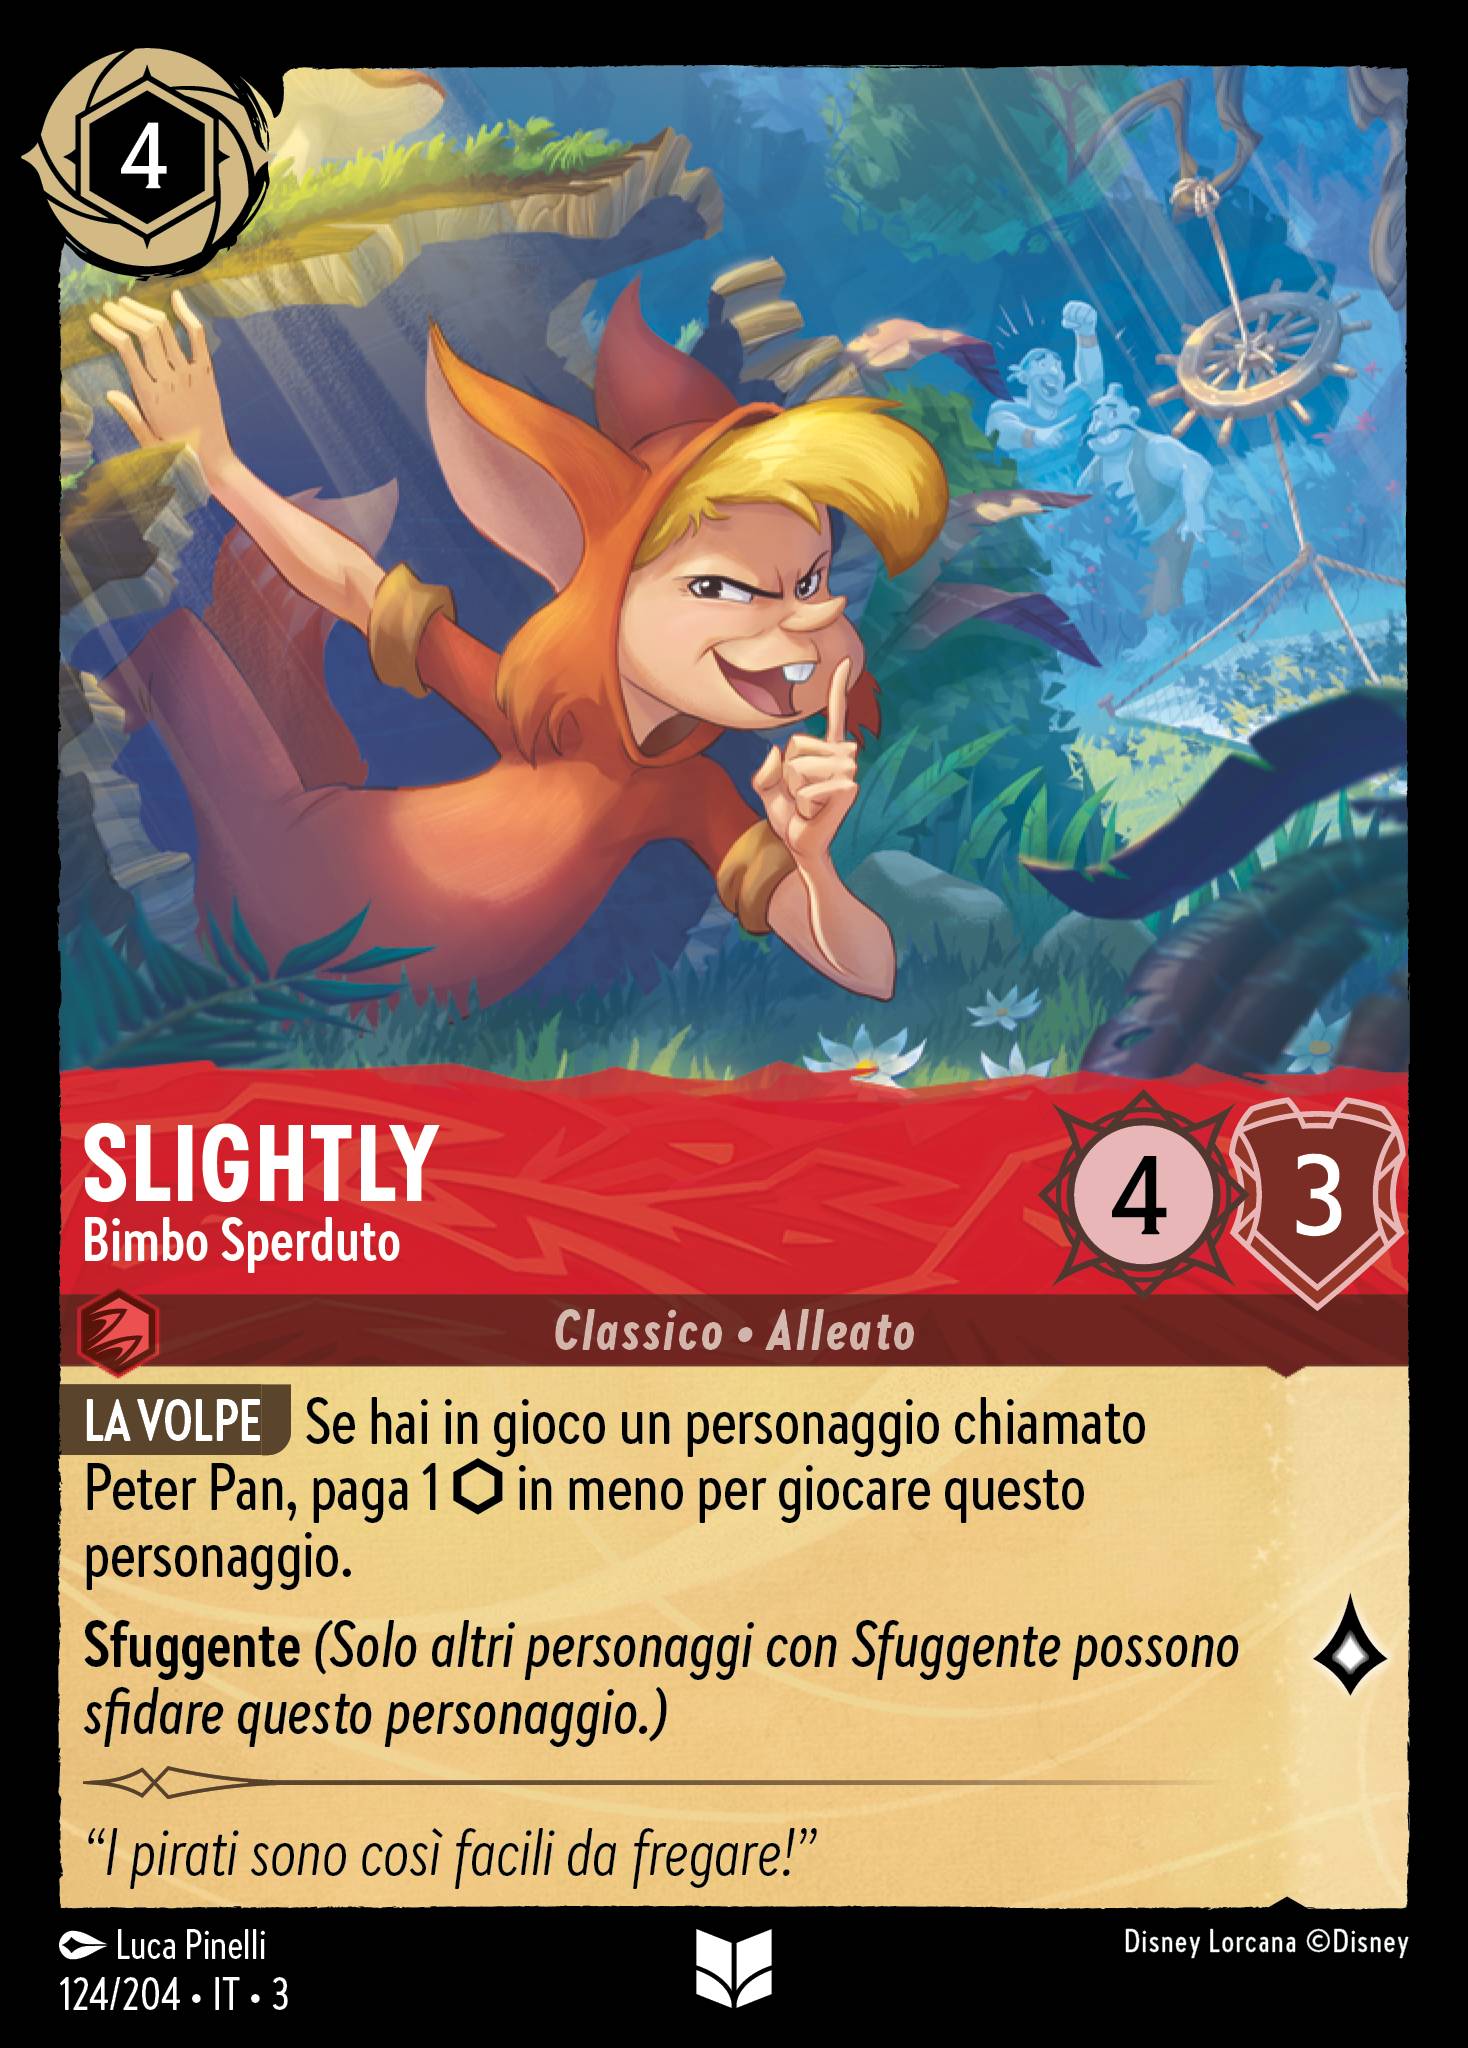 4
SLIGHTLY
Bimbo Sperduto
4
3
Classico • Alleato
LA VOLPE Se hai in gioco un personaggio chiamato
Peter Pan, paga 1 ⬡ in meno per giocare questo
personaggio.
Sfuggente (Solo altri personaggi con Sfuggente possono
sfidare questo personaggio.)
“I pirati sono così facili da fregare!”
Luca Pinelli
124/204 • IT • 3
Disney Lorcana ©Disney